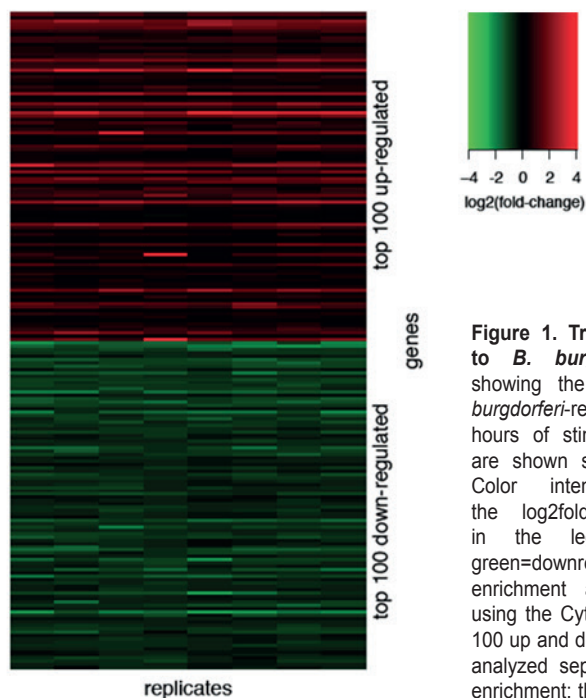 top 100 up-regulated
top 100 down-regulated
genes
replicates
-4 -2 0 2 4
log2(fold-change)
Figure 1. Tr
to B. bur
showing the
burgdorferi-re
hours of stir
are shown s
Color inter
the log2fold
in the le
green=downre
enrichment a
using the Cyt
100 up and d
analyzed sep
enrichment; th